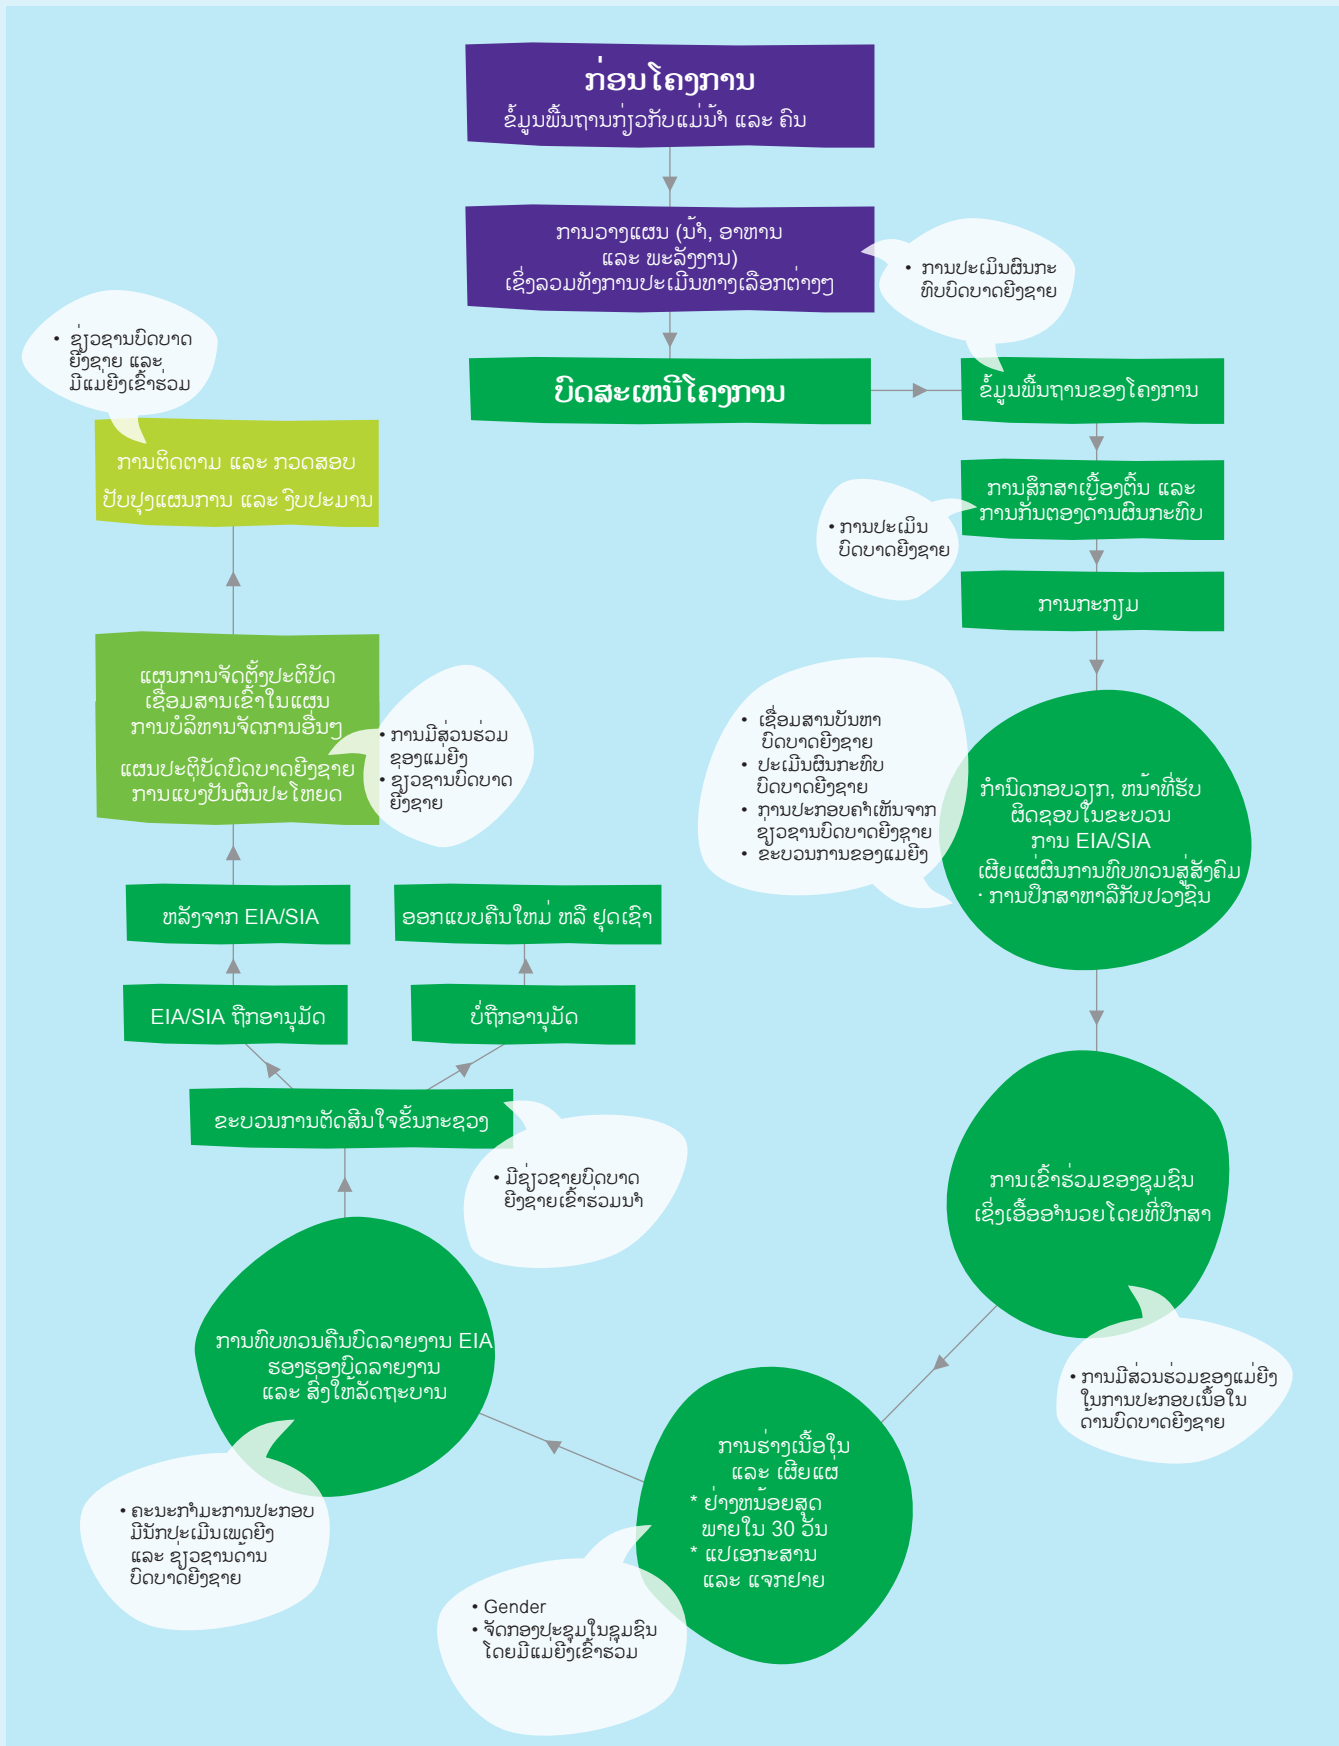 ກ່ອນໂຄງການ
ຂໍ້ມູນພື້ນຖານກ່ຽວກັບແມ່ນ້ຳ ແລະ ຄົນ
ການວາງແຜນ (ນ້ຳ, ອາຫານ
ແລະ ພະລັງງານ)
ເຊິ່ງລວມທັງການປະເມີນທາງເລືອກຕ່າງໆ
• ການປະເມີນຜົນກະ
ທົບບົດບາດຍິງຊາຍ
ບົດສະເໜີໂຄງການ
ຂໍ້ມູນພື້ນຖານຂອງໂຄງການ
ການສຶກສາເບື້ອງຕົ້ນ ແລະ
ການກັ່ນຕອງດ້ານຜົນກະທົບ
• ການປະເມີນ
ບົດບາດຍິງຊາຍ
ການກະກຽມ
• ເຊື່ອມສານບັນຫາ
ບົດບາດຍິງຊາຍ
• ປະເມີນຜົນກະທົບ
ບົດບາດຍິງຊາຍ
• ການປະກອບຄຳເຫັນຈາກ
ຊ່ຽວຊານບົດບາດຍິງຊາຍ
• ຂະບວນການຂອງແມ່ຍິງ
ກຳນົດກອບວຽກ, ຫນ້າທີ່ຮັບ
ຜິດຊອບໃນຂະບວນ
ການ EIA/SIA
ເຜີຍແຜ່ຜົນການທົບທວນສູ່ສັງຄົມ
· ການປຶກສາຫາລືກັບປວງຊົນ
ການເຂົ້າຮ່ວມຂອງຊຸມຊົນ
ເຊິ່ງເອື້ອອຳນວຍໂດຍທີ່ປຶກສາ
• ການມີສ່ວນຮ່ວມຂອງແມ່ຍິງ
ໃນການປະກອບເນື້ອໃນ
ດ້ານບົດບາດຍິງຊາຍ
ການຮ່າງເນື້ອໃນ
ແລະ ເຜີຍແຜ່
* ຢ່າງຫນ້ອຍສຸດ
ພາຍໃນ 30 ວັນ
* ແປເອກະສານ
ແລະ ແຈກຢາຍ
• Gender
• ຈັດກອງປະຊຸມໃນຊຸມຊົນ
ໂດຍມີແມ່ຍິງເຂົ້າຮ່ວມ
ການທົບທວນຄືນບົດລາຍງານ EIA
ຮອງຮອງບົດລາຍງານ
ແລະ ສົ່ງໃຫ້ລັດຖະບານ
• ຄະນະກຳມະການປະກອບ
ມີນັກປະເມີນເພດຍິງ
ແລະ ຊ່ຽວຊານດ້ານ
ບົດບາດຍິງຊາຍ
ຂະບວນການຕັດສິນໃຈຂັ້ນກະຊວງ
• ມີຊ່ຽວຊາຍບົດບາດ
ຍິງຊາຍເຂົ້າຮ່ວມນຳ
EIA/SIA ຖືກອານຸມັດ
ບໍ່ຖືກອານຸມັດ
ຫລັງຈາກ EIA/SIA
ອອກແບບຄືນໃຫມ່ ຫລື ຢຸດເຊົາ
ແຜນການຈັດຕັ້ງປະຕິບັດ
ເຊື່ອມສານເຂົ້າໃນແຜນ
ການບໍລິຫານຈັດການອື່ນໆ
ແຜນປະຕິບັດບົດບາດຍິງຊາຍ
ການແບ່ງປັນຜົນປະໂຫຍດ
• ການມີສ່ວນຮ່ວມ
ຂອງແມ່ຍິງ
• ຊ່ຽວຊານບົດບາດ
ຍິງຊາຍ
ການຕິດຕາມ ແລະ ກວດສອບ
ປັບປຸງແຜນການ ແລະ ງົບປະມານ
• ຊ່ຽວຊານບົດບາດ
ຍິງຊາຍ ແລະ
ມີແມ່ຍິງເຂົ້າຮ່ວມ